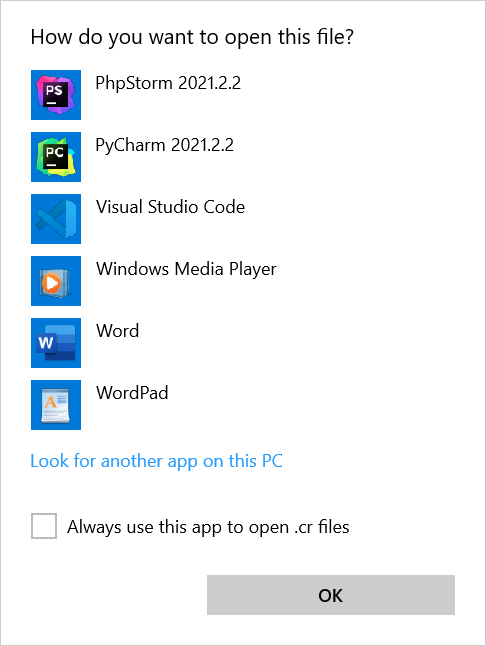 How do you want to open this file?
PS
PhpStorm 2021.2.2
PC
PyCharm 2021.2.2
Visual Studio Code
Windows Media Player
W
Word
A
WordPad
Look for another app on this PC
Always use this app to open .cr files
OK